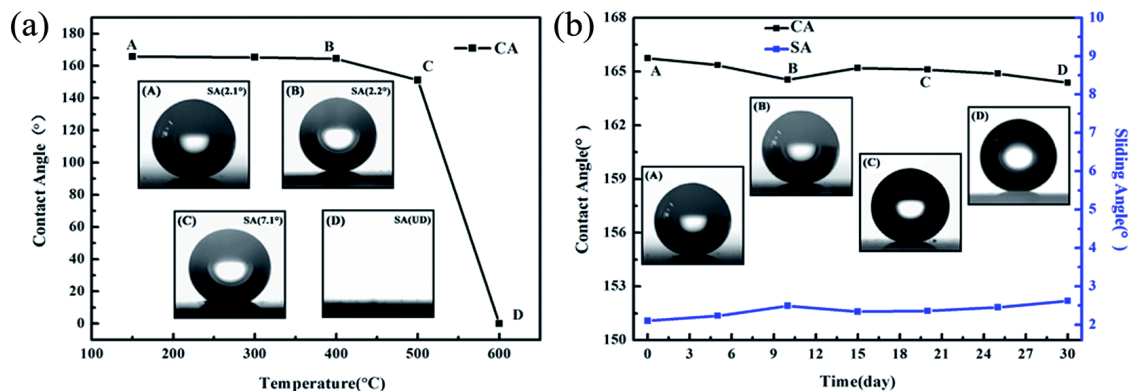 (a)
CA
180
160
140
120
100
80
60
40
20
0
Contact Angle (°)
A
B
C
D
(A) SA(2.1°)
(B) SA(2.2°)
(C) SA(7.1°)
(D) SA(UD)
100 200 300 400 500 600
Temperature(°C)
(b)
CA
SA
168
165
162
159
156
153
150
Contact Angle(°)
A
B
C
D
(A)
(B)
(C)
(D)
10
9
8
7
6
5
4
3
2
Sliding Angle(°)
0 3 6 9 12 15 18 21 24 27 30
Time(day)